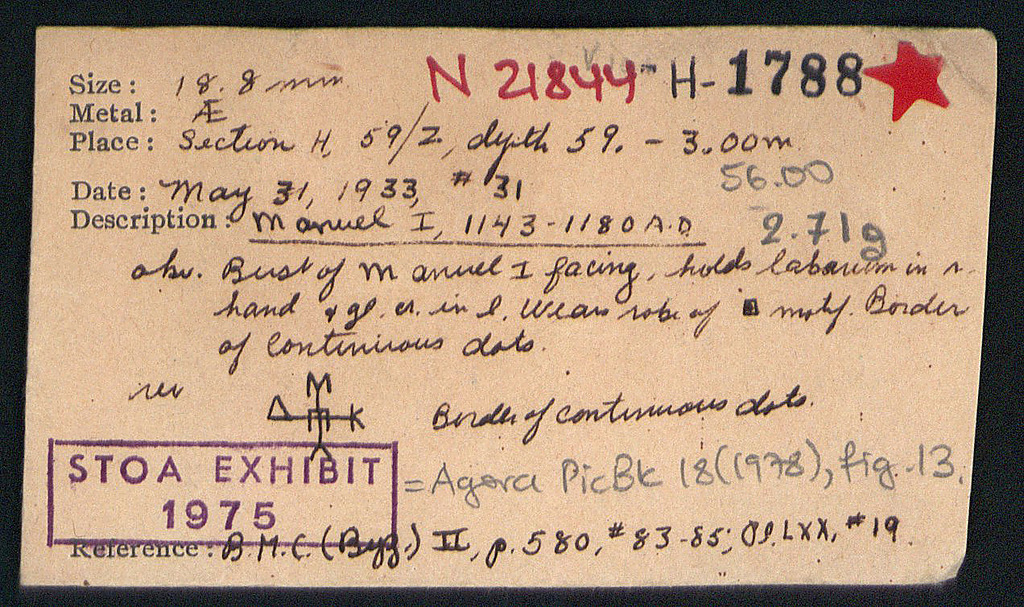 N 21844 H-1788
Size: 18.8 mm
Metal: Æ
Place: Section H, 59/Z, depth 59. - 3.00m
56.00
Date: May 31, 1933, # 31
Description: Manuel I, 1143-1180 A.D
2.71g
obv. Bust of Manuel I facing, holds labarum in r.
hand & gl. cr. in l. Wears robe of motif. Border
of continuous dots.
rev
M
Δ K
Border of continuous dots.
STOA EXHIBIT
1975
= Agora PicBk 18(1978), fig. 13.
Reference: B.M.C. (Byz.) II, p. 580, # 83-85; Pl. LXX, # 19.